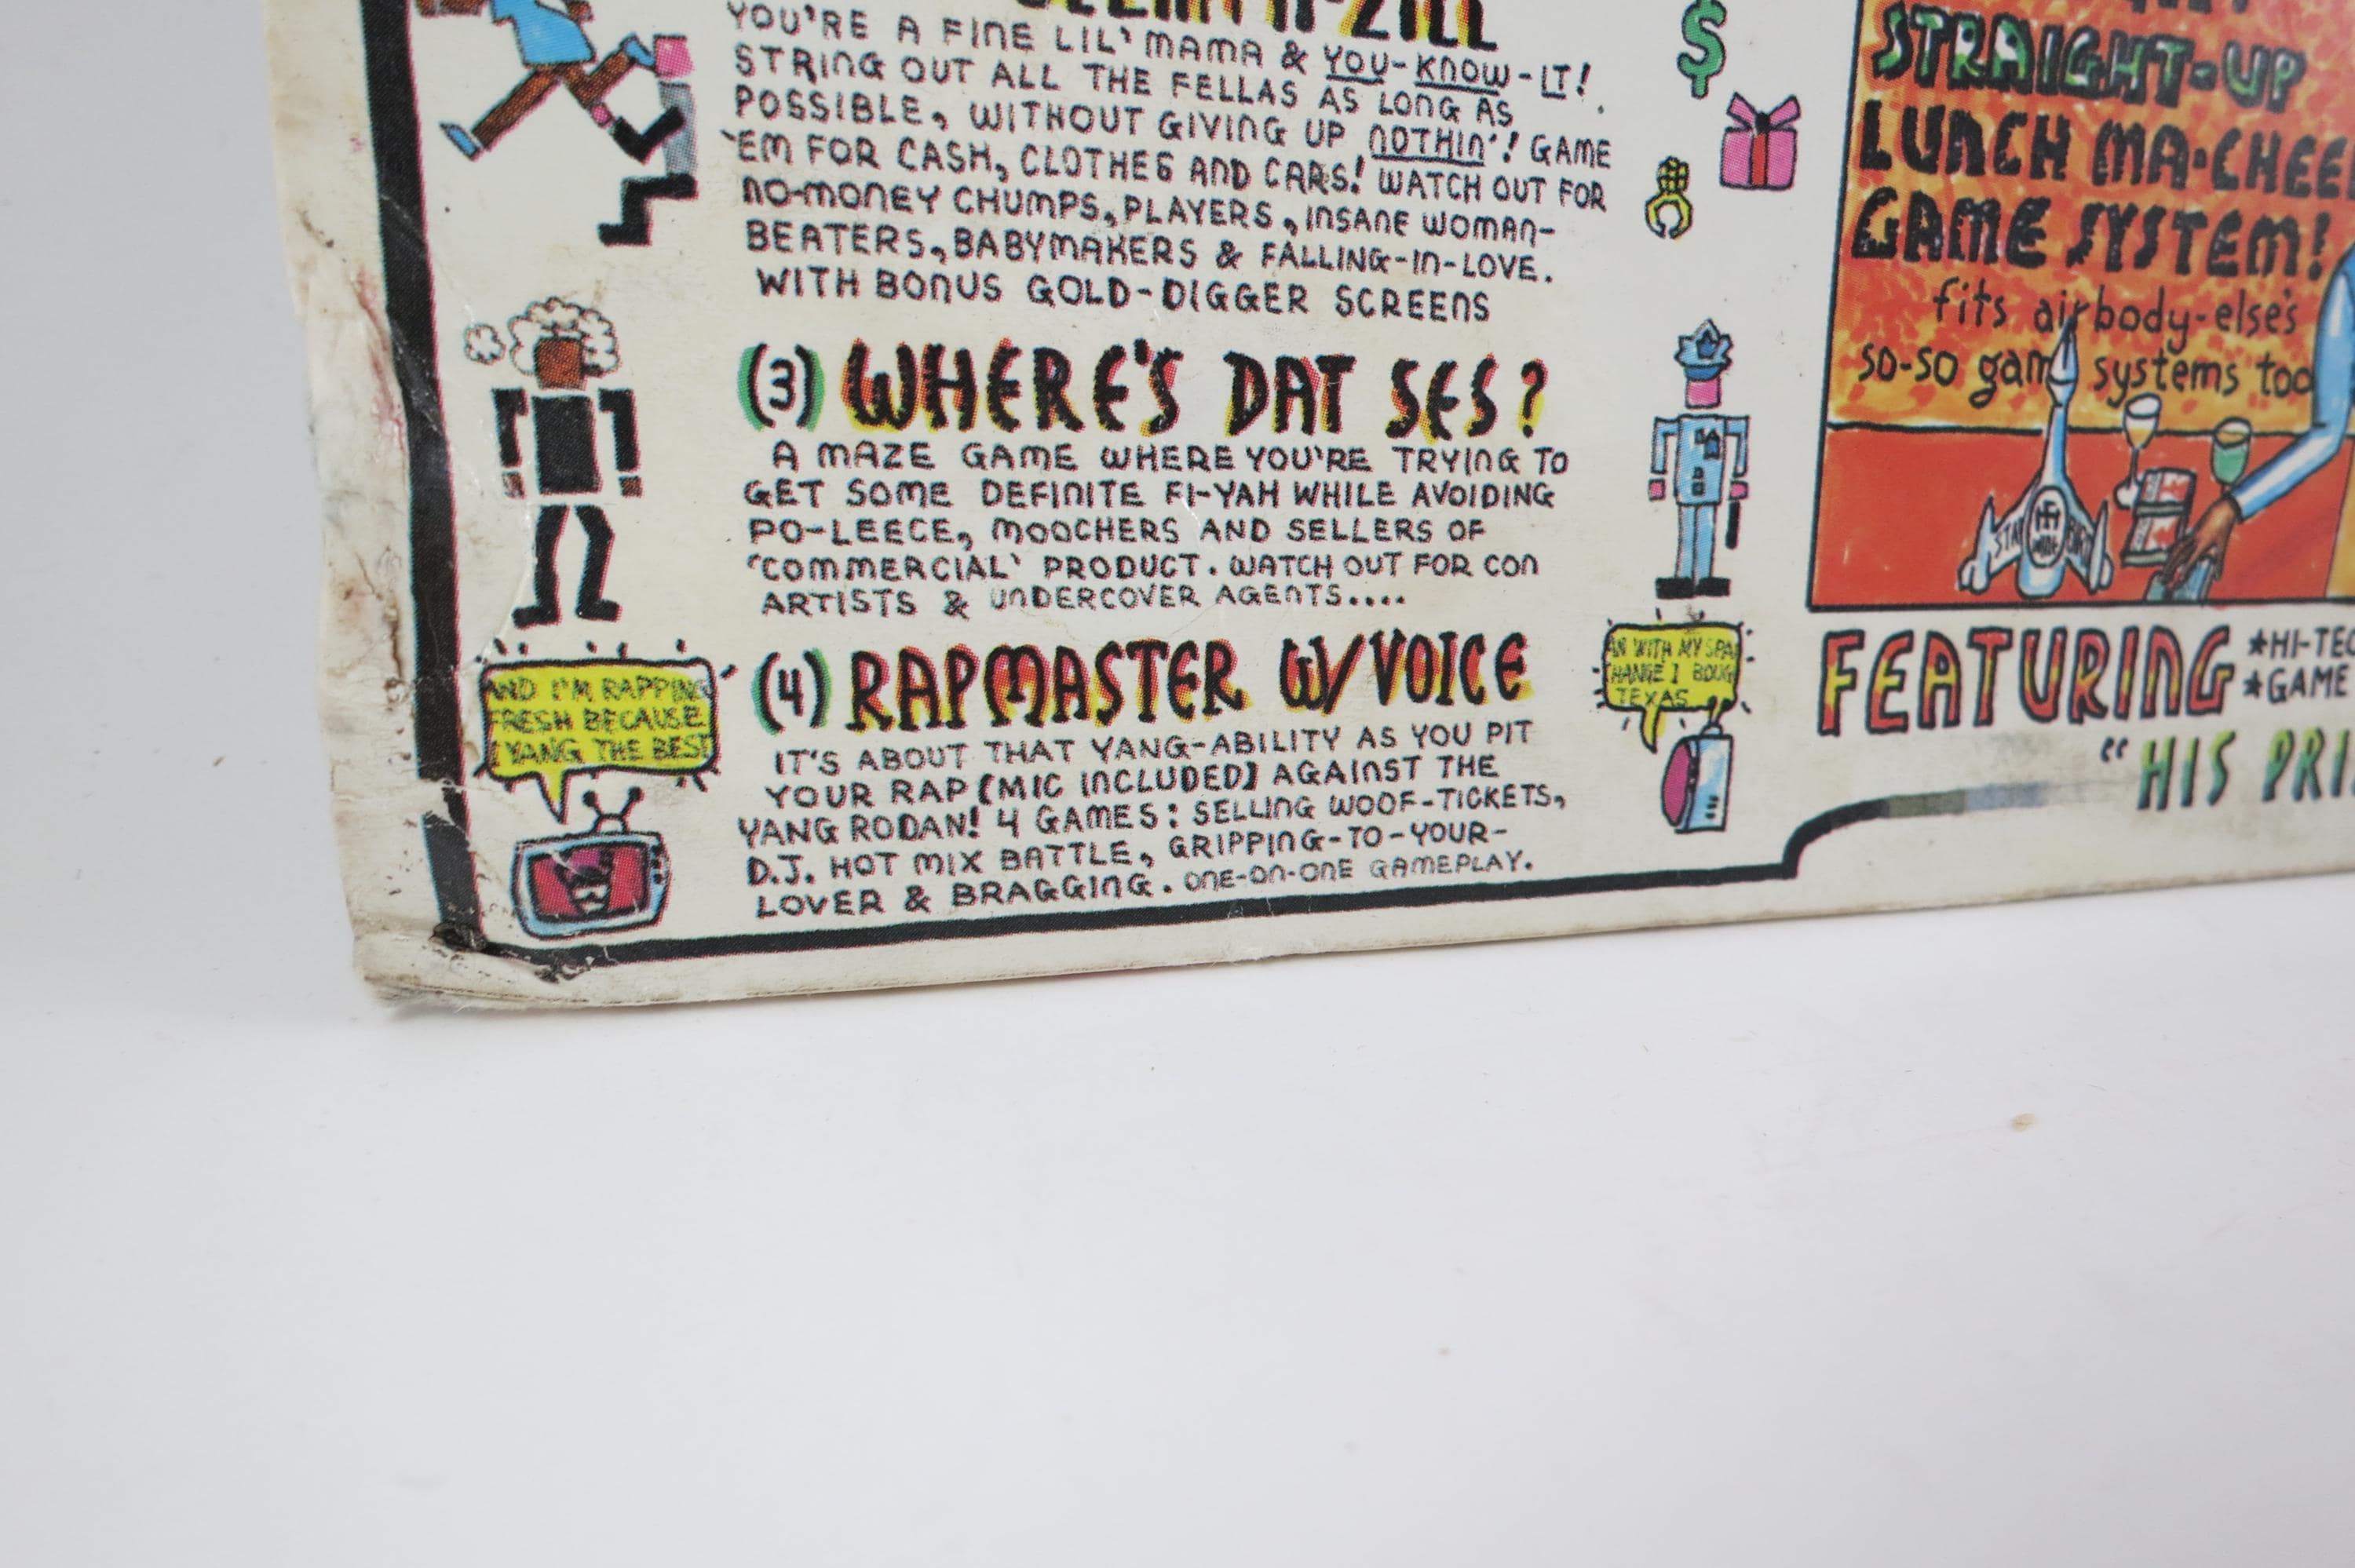 YOU'RE A FINE LIL' MAMA & YOU-KNOW-IT!
STRING OUT ALL THE FELLAS AS LONG AS
POSSIBLE, WITHOUT GIVING UP NOTHIN'! GAME
'EM FOR CASH, CLOTHES AND CARS! WATCH OUT FOR
NO-MONEY CHUMPS, PLAYERS, INSANE WOMAN-
BEATERS, BABYMAKERS & FALLING-IN-LOVE.
WITH BONUS GOLD-DIGGER SCREENS
$
(3) WHERE'S DAT SES?
A MAZE GAME WHERE YOU'RE TRYING TO
GET SOME DEFINITE FI-YAH WHILE AVOIDING
PO-LEECE, MOOCHERS AND SELLERS OF
'COMMERCIAL' PRODUCT. WATCH OUT FOR CON
ARTISTS & UNDERCOVER AGENTS....
AND I'M RAPPING
FRESH BECAUSE
I YANG THE BEST
(4) RAPMASTER W/VOICE
IT'S ABOUT THAT YANG-ABILITY AS YOU PIT
YOUR RAP (MIC INCLUDED) AGAINST THE
YANG RODAN! 4 GAMES: SELLING WOOF-TICKETS,
D.J. HOT MIX BATTLE, GRIPPING-TO-YOUR-
LOVER & BRAGGING. ONE-ON-ONE GAMEPLAY.
WITH MY
I
TEXAS
STRAIGHT-UP
LUNCH MA-CHEE
GAME SYSTEM!
fits airbody-else's
so-so game systems too
FEATURING *HI-TEC
*GAME
"HIS PRI